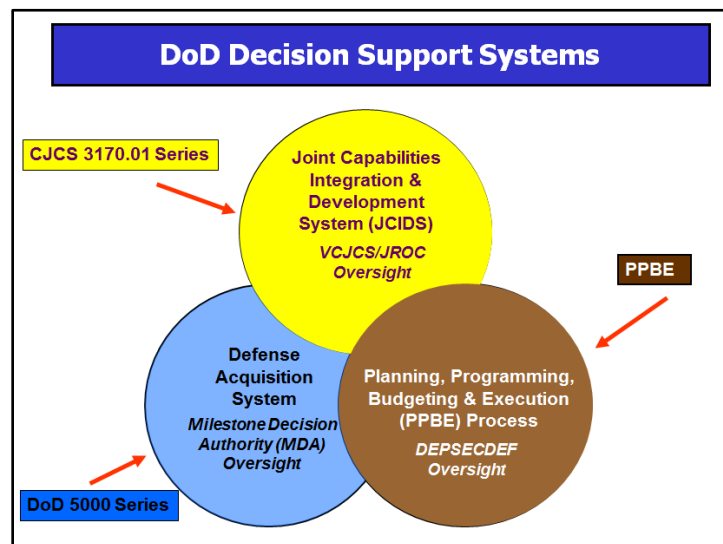 DoD Decision Support Systems
CJCS 3170.01 Series
Joint Capabilities
Integration &
Development
System (JCIDS)
VCJCS/JROC
Oversight
PPBE
Defense
Acquisition
System
Milestone Decision
Authority (MDA)
Oversight
Planning, Programming,
Budgeting & Execution
(PPBE) Process
DEPSECDEF
Oversight
DoD 5000 Series